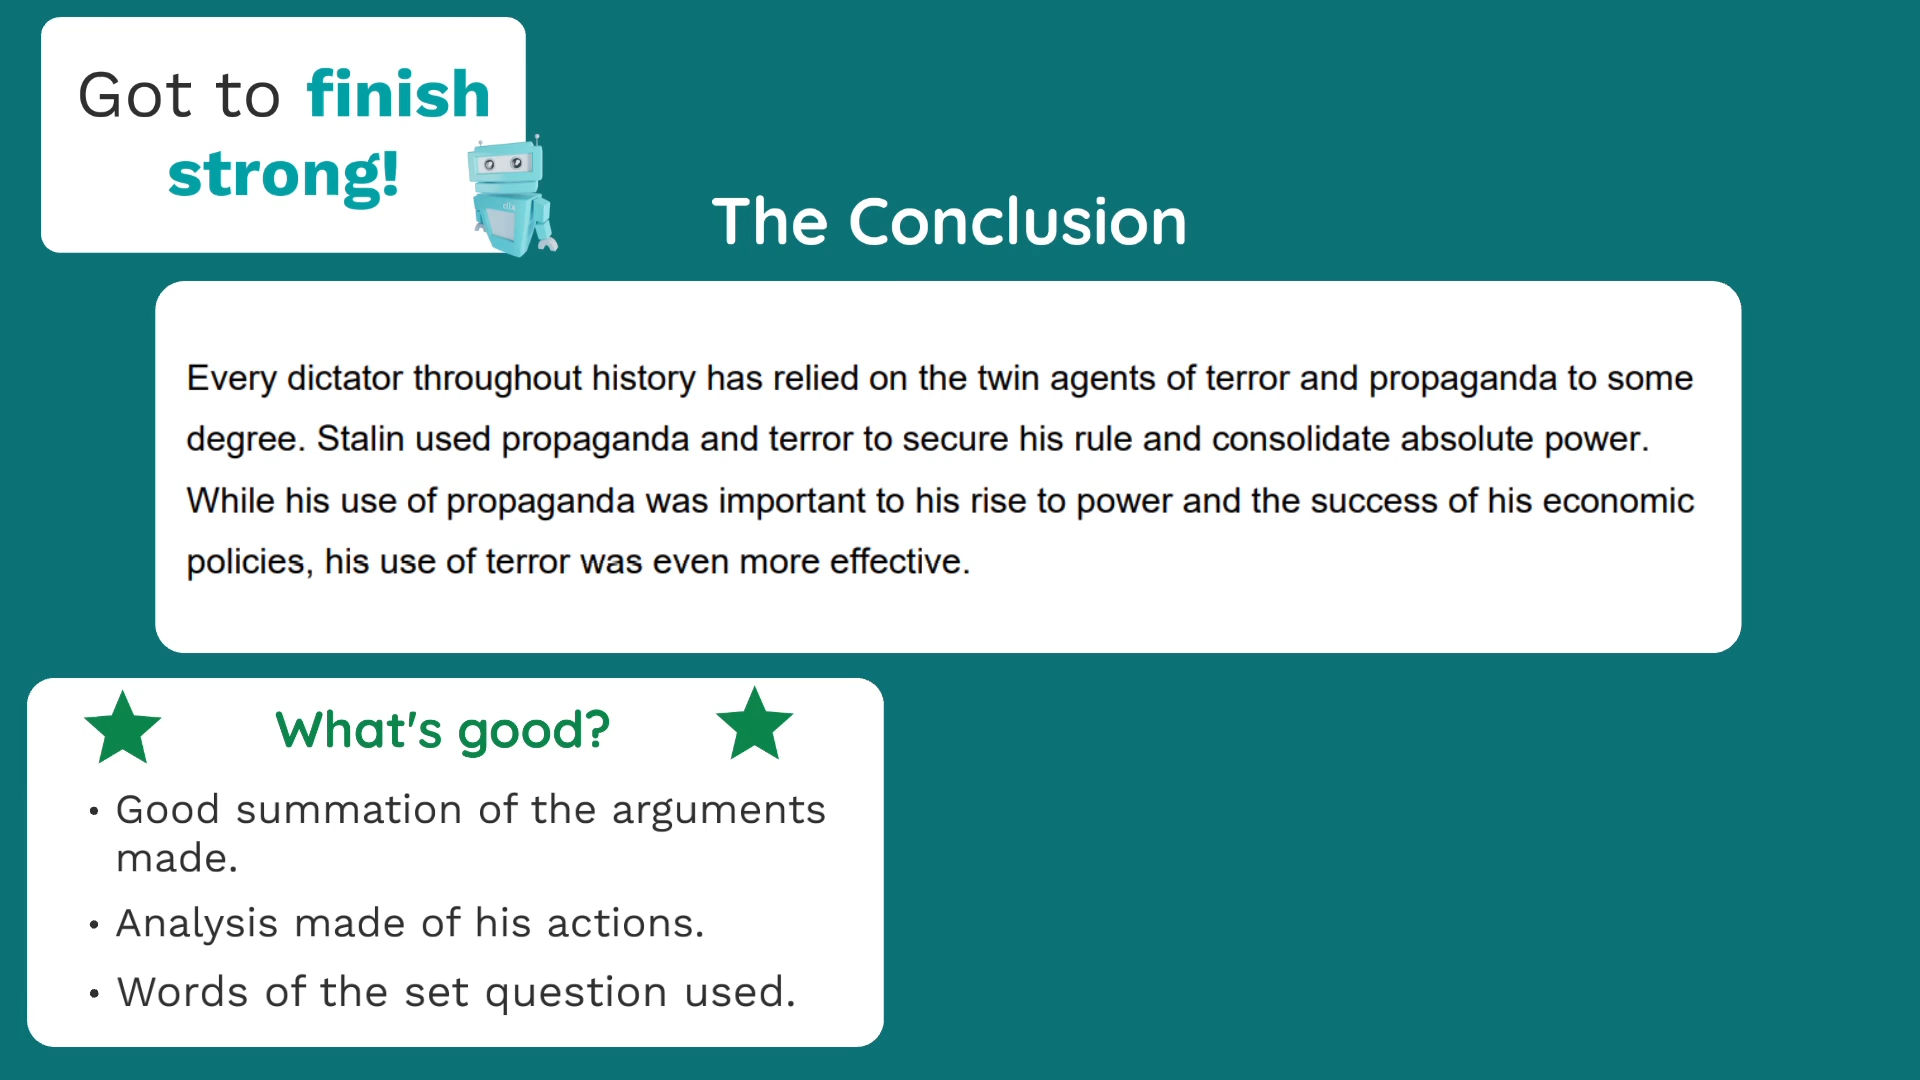 Got to finish
strong!
The Conclusion
Every dictator throughout history has relied on the twin agents of terror and propaganda to some
degree. Stalin used propaganda and terror to secure his rule and consolidate absolute power.
While his use of propaganda was important to his rise to power and the success of his economic
policies, his use of terror was even more effective.
What's good?
• Good summation of the arguments
made.
• Analysis made of his actions.
• Words of the set question used.